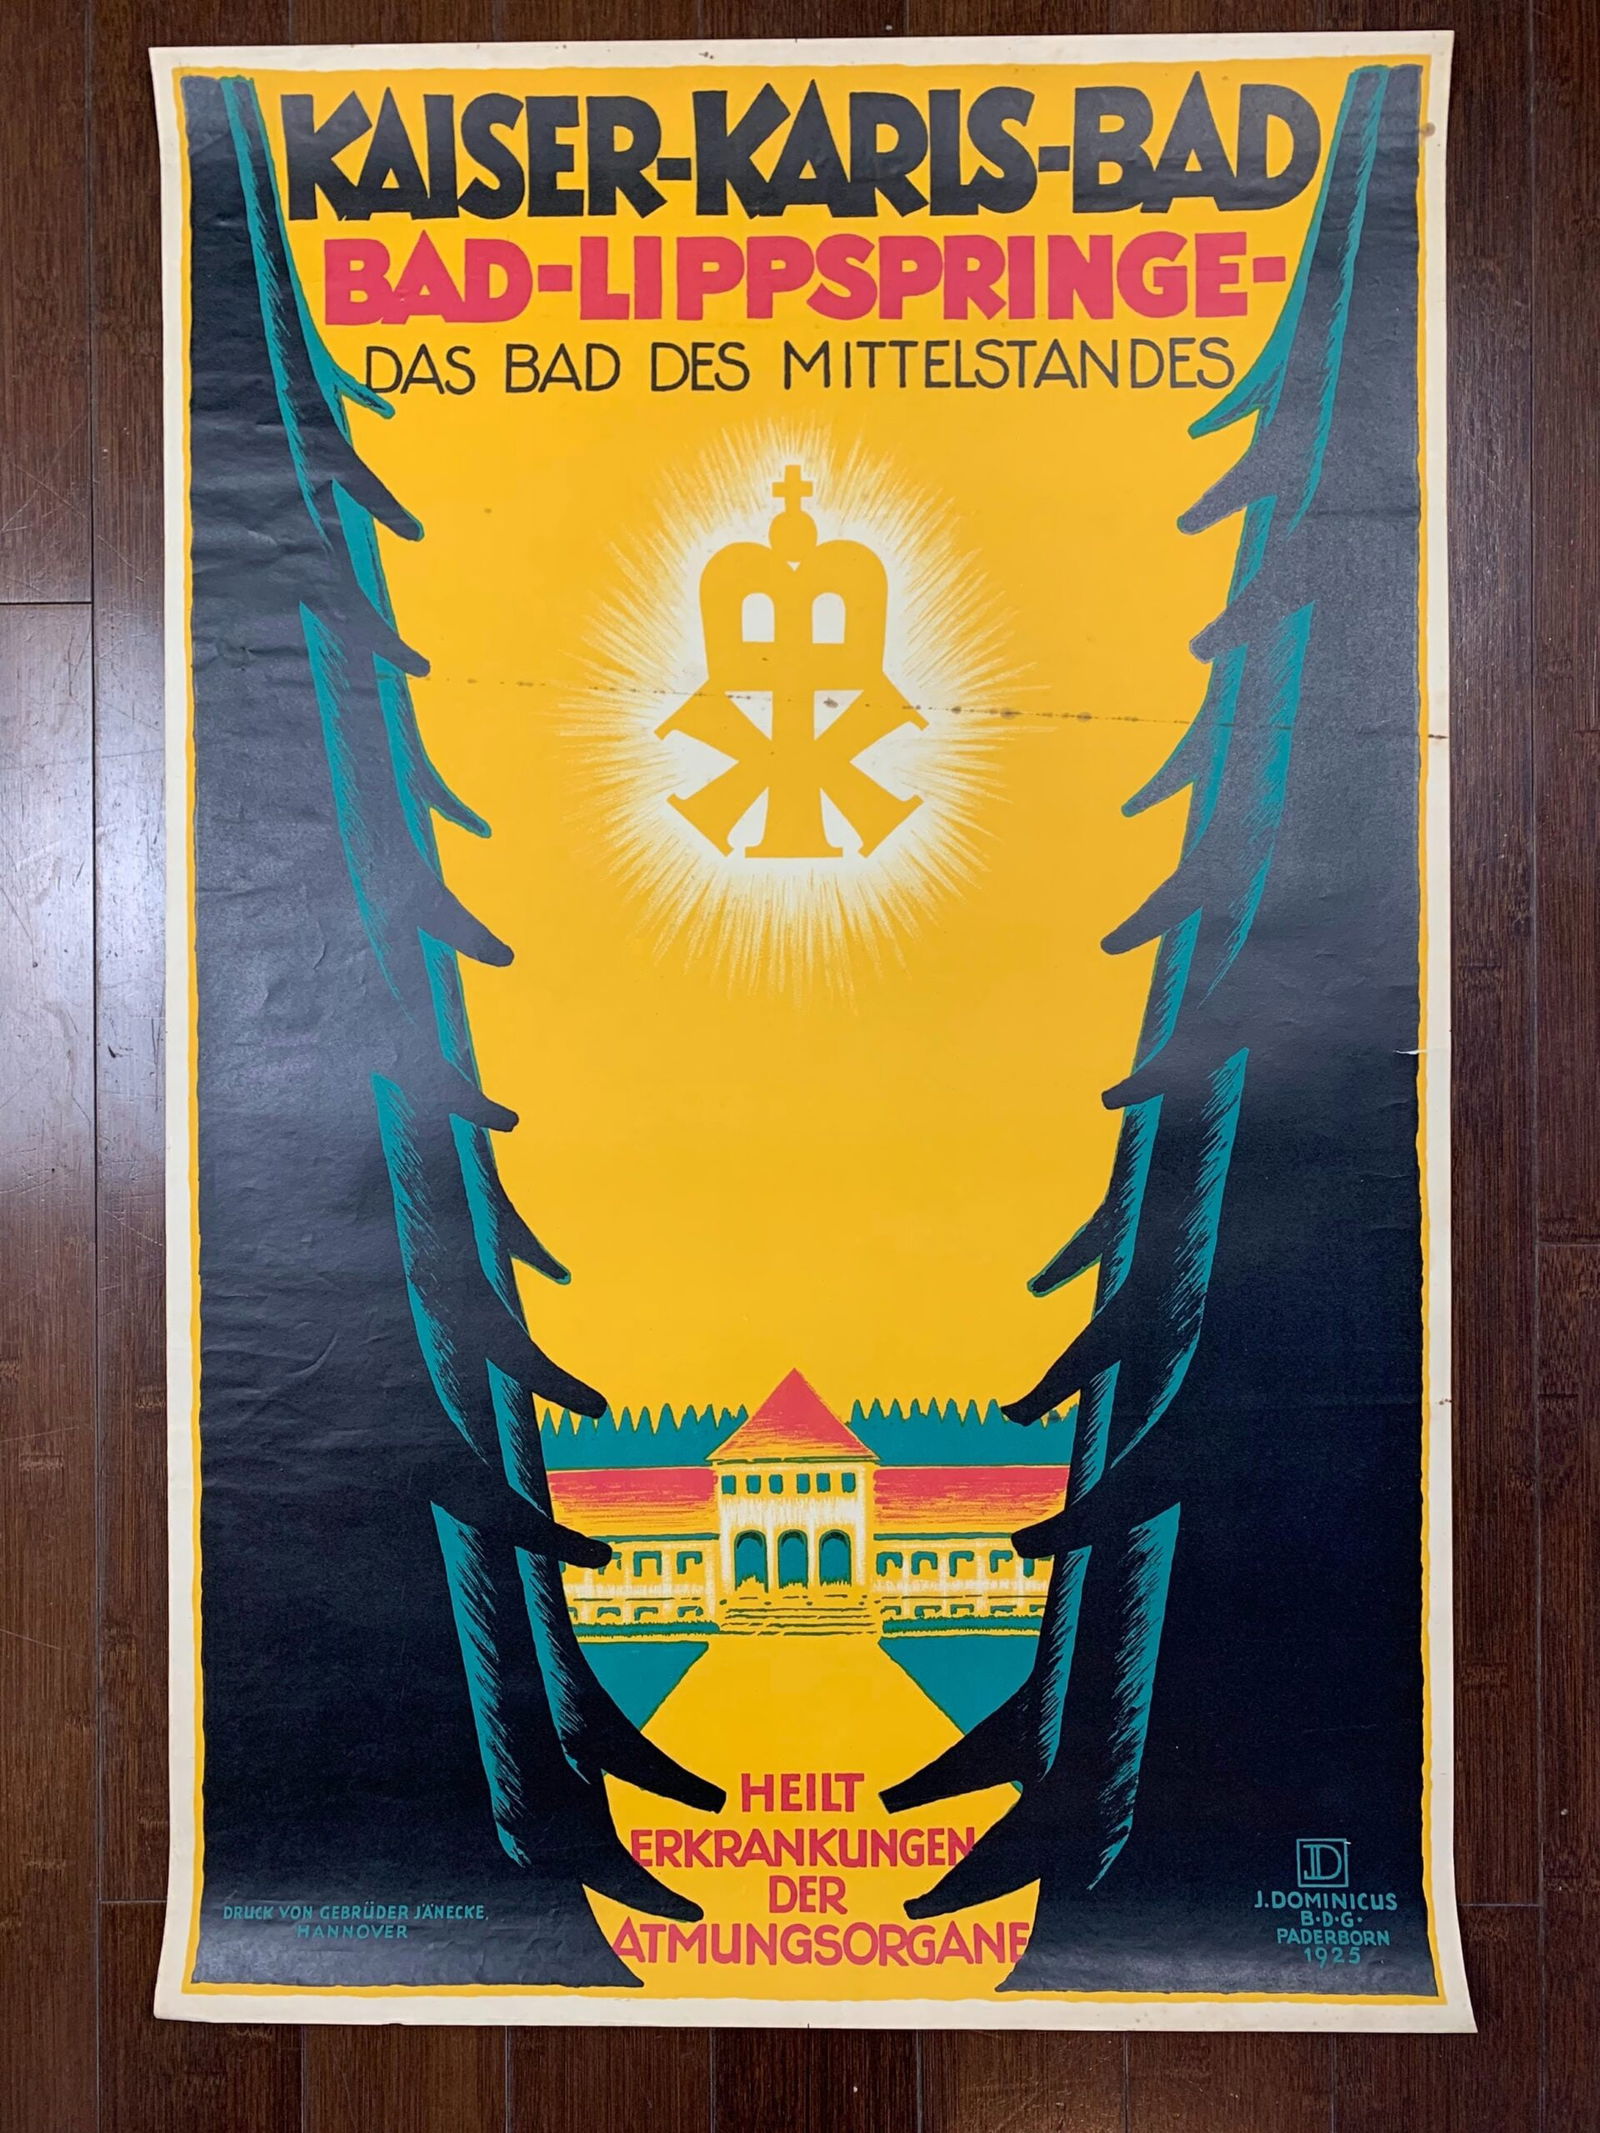 KAISER-KARLS-BAD
BAD-LIPPSPRINGE-
DAS BAD DES MITTELSTANDES
HEILT
ERKRANKUNGEN
DER
ATMUNGSORGANE
DRUCK VON GEBRÜDER JÄNECKE,
HANNOVER
JD
J. DOMINICUS
B·D·G·
PADERBORN
1925